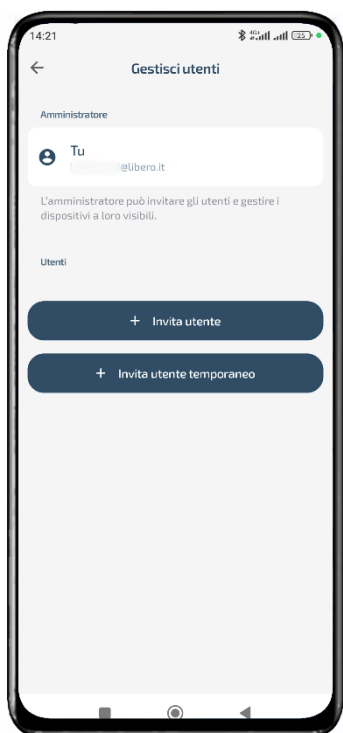 14:21
Gestisci utenti
Amministratore
Tu
@libero.it
L'amministratore può invitare gli utenti e gestire i
dispositivi a loro visibili.
Utenti
+ Invita utente
+ Invita utente temporaneo